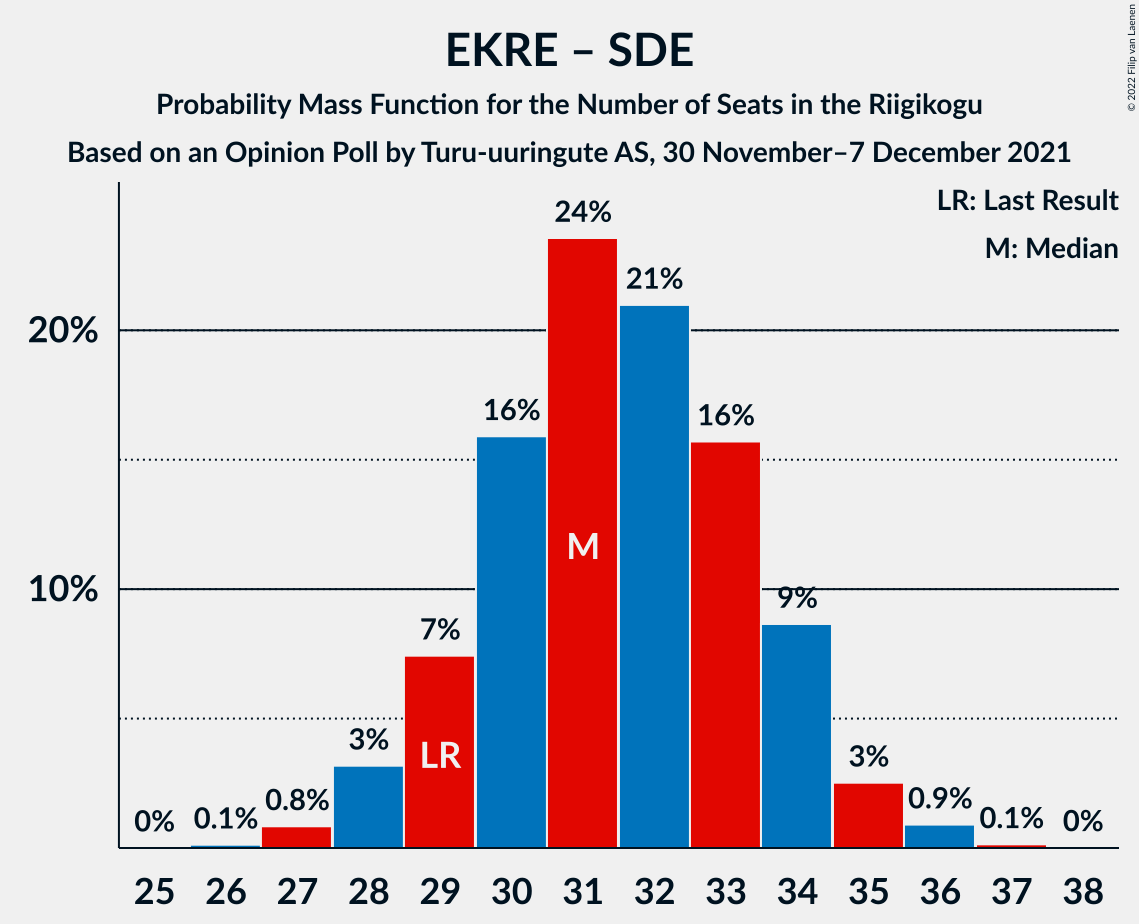 EKRE – SDE
Probability Mass Function for the Number of Seats in the Riigikogu
Based on an Opinion Poll by Turu-uuringute AS, 30 November–7 December 2021
© 2022 Filip van Laenen
LR: Last Result
M: Median
20%
10%
0%
0.1%
0.8%
3%
7%
16%
24%
21%
16%
9%
3%
0.9%
0.1%
0%
LR
M
25 26 27 28 29 30 31 32 33 34 35 36 37 38